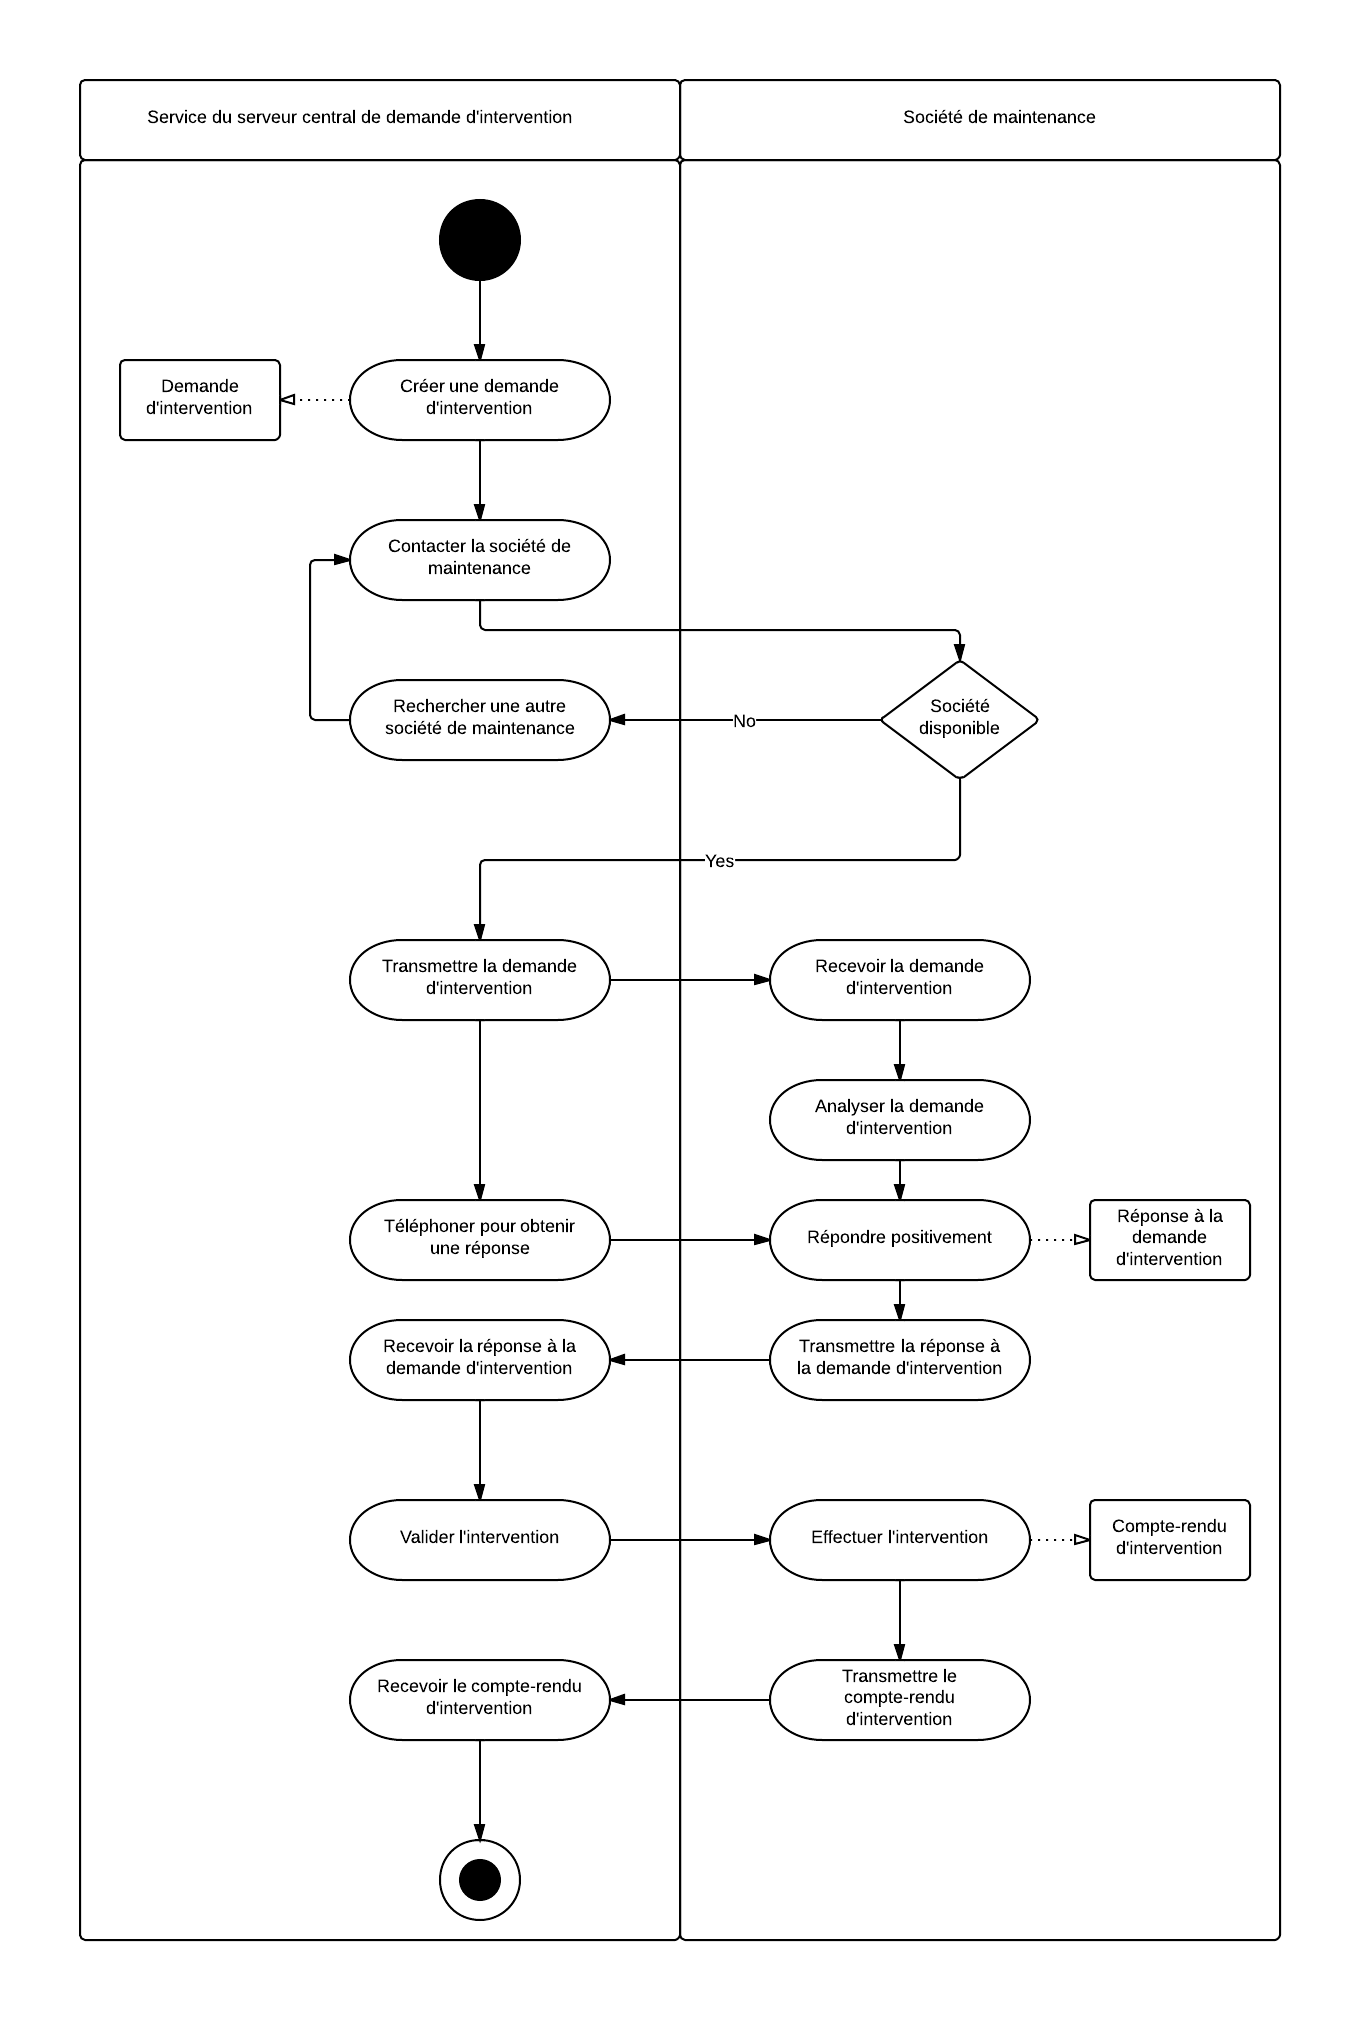 Service du serveur central de demande d'intervention
Société de maintenance
Demande
d'intervention
Créer une demande
d'intervention
Contacter la société de
maintenance
Rechercher une autre
société de maintenance
No
Société
disponible
Yes
Transmettre la demande
d'intervention
Recevoir la demande
d'intervention
Analyser la demande
d'intervention
Téléphoner pour obtenir
une réponse
Répondre positivement
Réponse à la
demande
d'intervention
Recevoir la réponse à la
demande d'intervention
Transmettre la réponse à
la demande d'intervention
Valider l'intervention
Effectuer l'intervention
Compte-rendu
d'intervention
Recevoir le compte-rendu
d'intervention
Transmettre le
compte-rendu
d'intervention